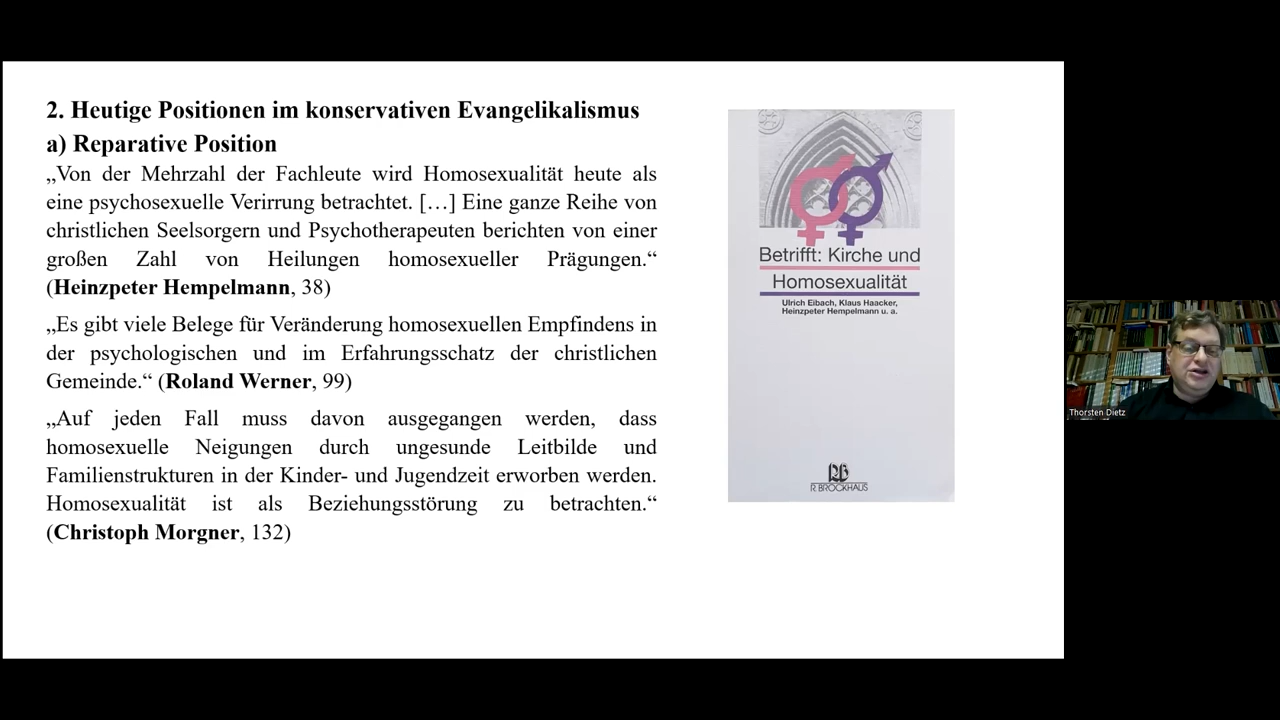 2. Heutige Positionen im konservativen Evangelikalismus
a) Reparative Position
„Von der Mehrzahl der Fachleute wird Homosexualität heute als
eine psychosexuelle Verirrung betrachtet. […] Eine ganze Reihe von
christlichen Seelsorgern und Psychotherapeuten berichten von einer
großen Zahl von Heilungen homosexueller Prägungen.“
(Heinzpeter Hempelmann, 38)
„Es gibt viele Belege für Veränderung homosexuellen Empfindens in
der psychologischen und im Erfahrungsschatz der christlichen
Gemeinde.“ (Roland Werner, 99)
„Auf jeden Fall muss davon ausgegangen werden, dass
homosexuelle Neigungen durch ungesunde Leitbilde und
Familienstrukturen in der Kinder- und Jugendzeit erworben werden.
Homosexualität ist als Beziehungsstörung zu betrachten.“
(Christoph Morgner, 132)
Betrifft: Kirche und
Homosexualität
Ulrich Eibach, Klaus Haacker,
Heinzpeter Hempelmann u. a.
R. BROCKHAUS
Thorsten Dietz